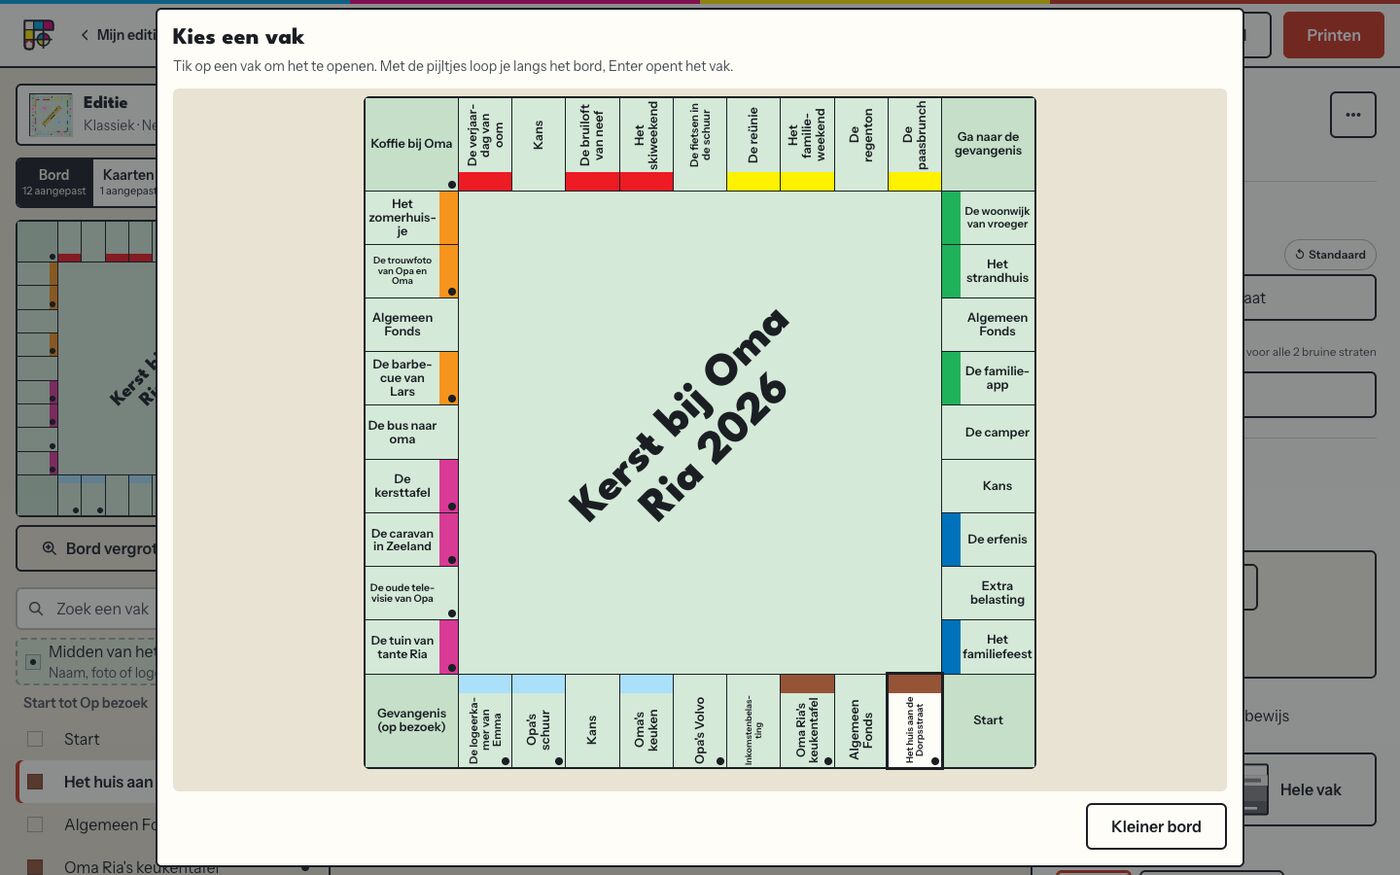 Kies een vak
Tik op een vak om het te openen. Met de pijltjes loop je langs het bord, Enter opent het vak.
Mijn editi
Printen
Editie
Klassiek · Ne
Bord
12 aangepast
Kaarten
1 aangepast
Kerst bi
Ria
Bord vergrot
Zoek een vak
Midden van het
Naam, foto of logo
Start tot Op bezoek
Start
Het huis aan
Algemeen Fo
Oma Ria's keukentafel
Koffie bij Oma
De verjaar-
dag van
oom
Kans
De bruiloft
van neef
Het
skiweekend
De fietsen in
de schuur
De reünie
Het
familie-
weekend
De
regenton
De
paasbrunch
Ga naar de
gevangenis
Het
zomerhuis-
je
De trouwfoto
van Opa en
Oma
Algemeen
Fonds
De barbe-
cue van
Lars
De bus naar
oma
De
kersttafel
De caravan
in Zeeland
De oude tele-
visie van Opa
De tuin van
tante Ria
Kerst bij Oma
Ria 2026
De woonwijk
van vroeger
Het
strandhuis
Algemeen
Fonds
De familie-
app
De camper
Kans
De erfenis
Extra
belasting
Het
familiefeest
Gevangenis
(op bezoek)
De logeerka-
mer van
Emma
Opa's
schuur
Kans
Oma's
keuken
Opa's Volvo
Inkomstenbelas-
ting
Oma Ria's
keukentafel
Algemeen
Fonds
Het huis aan de
Dorpsstraat
Start
Kleiner bord
Standaard
aat
voor alle 2 bruine straten
bewijs
Hele vak